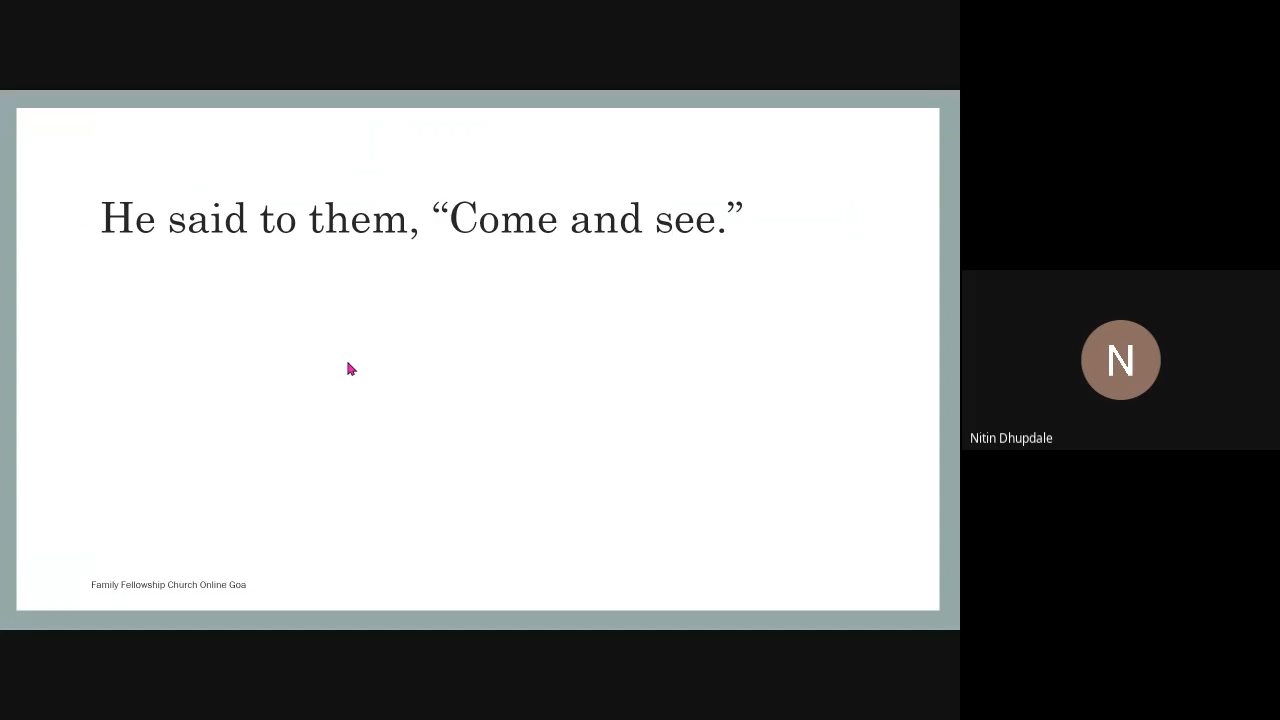 He said to them, “Come and see.”
N
Nitin Dhupdale
Family Fellowship Church Online Goa